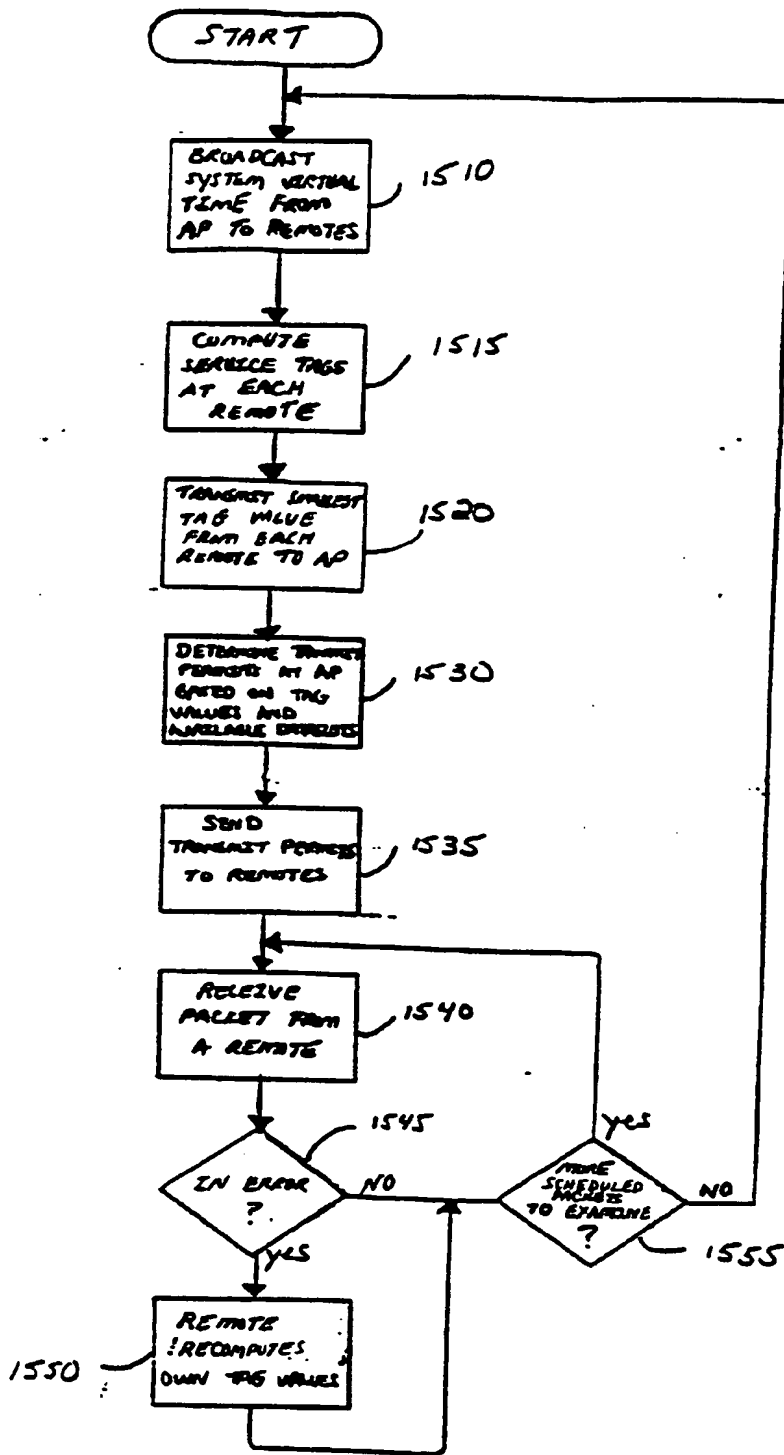 START
BROADCAST
SYSTEM VIRTUAL
TIME FROM
AP TO REMOTES
1510
COMPUTE
SERVICE TAGS
AT EACH
REMOTE
1515
TRANSMIT SMALLEST
TAG VALUE
FROM EACH
REMOTE TO AP
1520
DETERMINE TRANSMIT
PERMITS AT AP
BASED ON TAG
VALUES AND
AVAILABLE DATASLOTS
1530
SEND
TRANSMIT PERMITS
TO REMOTES
1535
RECEIVE
PACKET FROM
A REMOTE
1540
IN ERROR
?
1545
NO
yes
MORE
SCHEDULED
PACKETS
TO EXAMINE
?
yes
NO
1555
REMOTE
RECOMPUTES
OWN TAG VALUES
1550